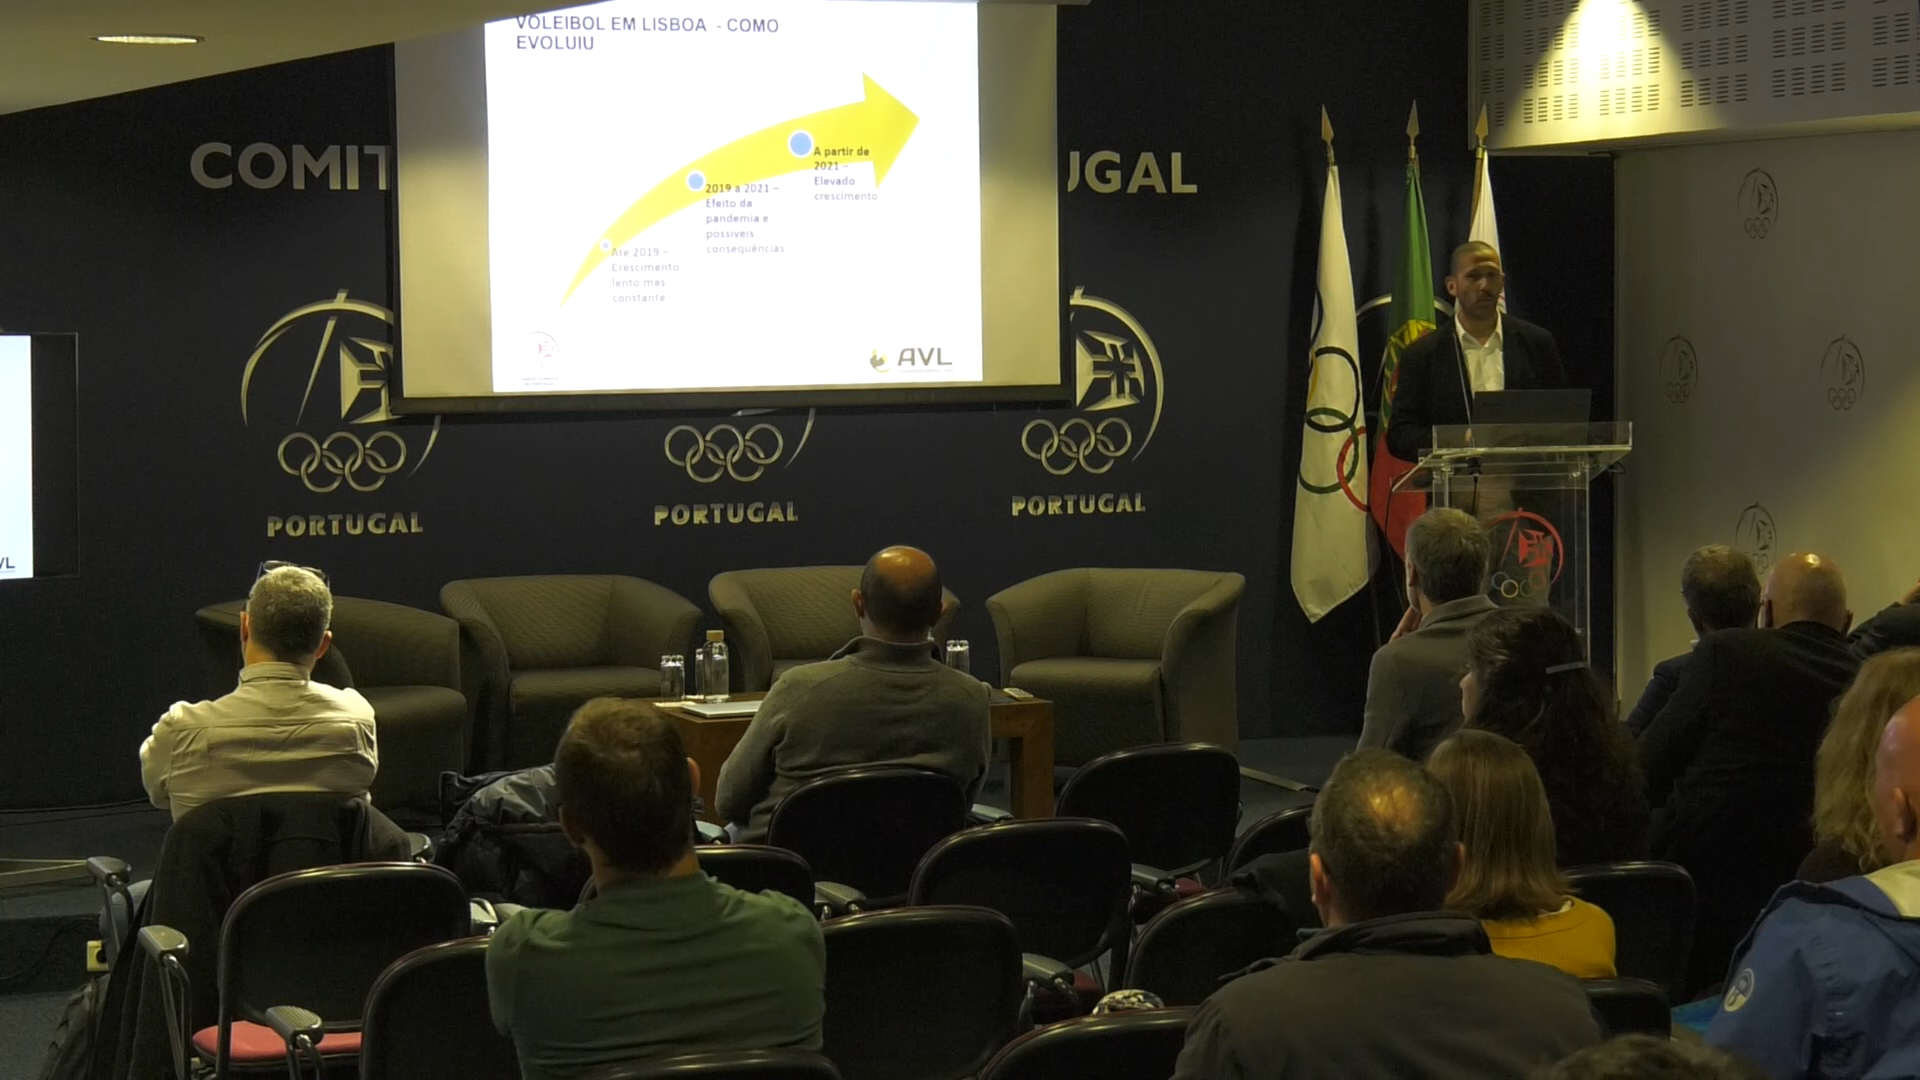 VOLEIBOL EM LISBOA - COMO
EVOLUIU
A partir de
2021 –
Elevado
crescimento
2019 a 2021 –
Efeito da
pandemia e
possíveis
consequências
Até 2019 –
Crescimento
lento mas
constante
AVL
COMIT
UGAL
PORTUGAL
PORTUGAL
PORTUGAL
VL